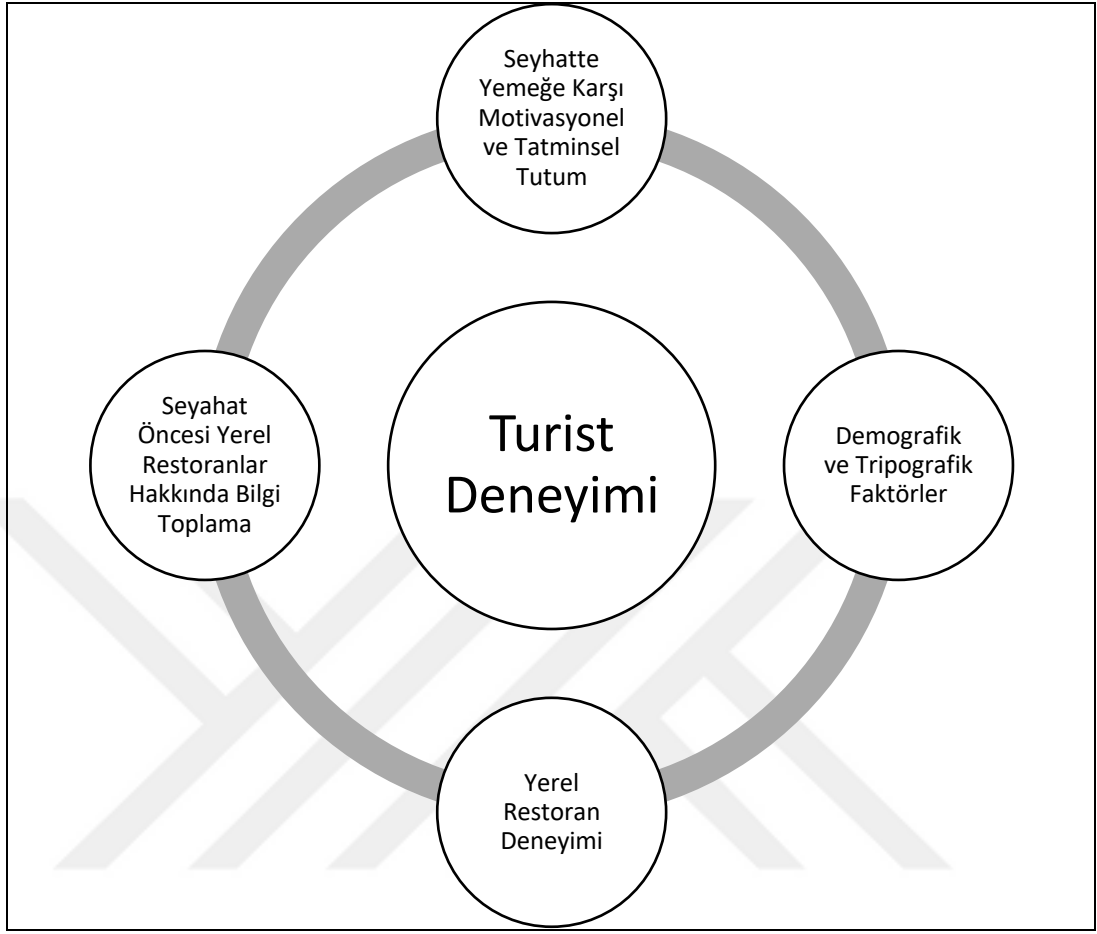 Seyhatte
Yemeğe Karşı
Motivasyonel
ve Tatminsel
Tutum
Seyahat
Öncesi Yerel
Restoranlar
Hakkında Bilgi
Toplama
Turist
Deneyimi
Demografik
ve Tripografik
Faktörler
Yerel
Restoran
Deneyimi